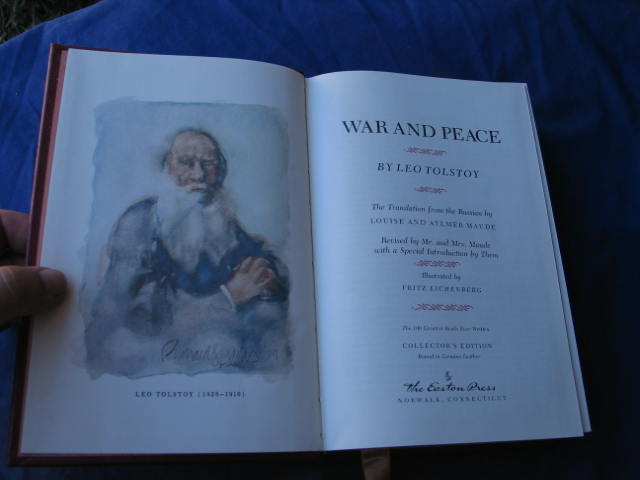 LEO TOLSTOY (1828–1910)
WAR AND PEACE
BY LEO TOLSTOY
The Translation from the Russian by
LOUISE AND AYLMER MAUDE
Revised by Mr. and Mrs. Maude
with a Special Introduction by Them
Illustrated by
FRITZ EICHENBERG
The 100 Greatest Books Ever Written
COLLECTOR'S EDITION
Bound in Genuine Leather
The Easton Press
NORWALK, CONNECTICUT